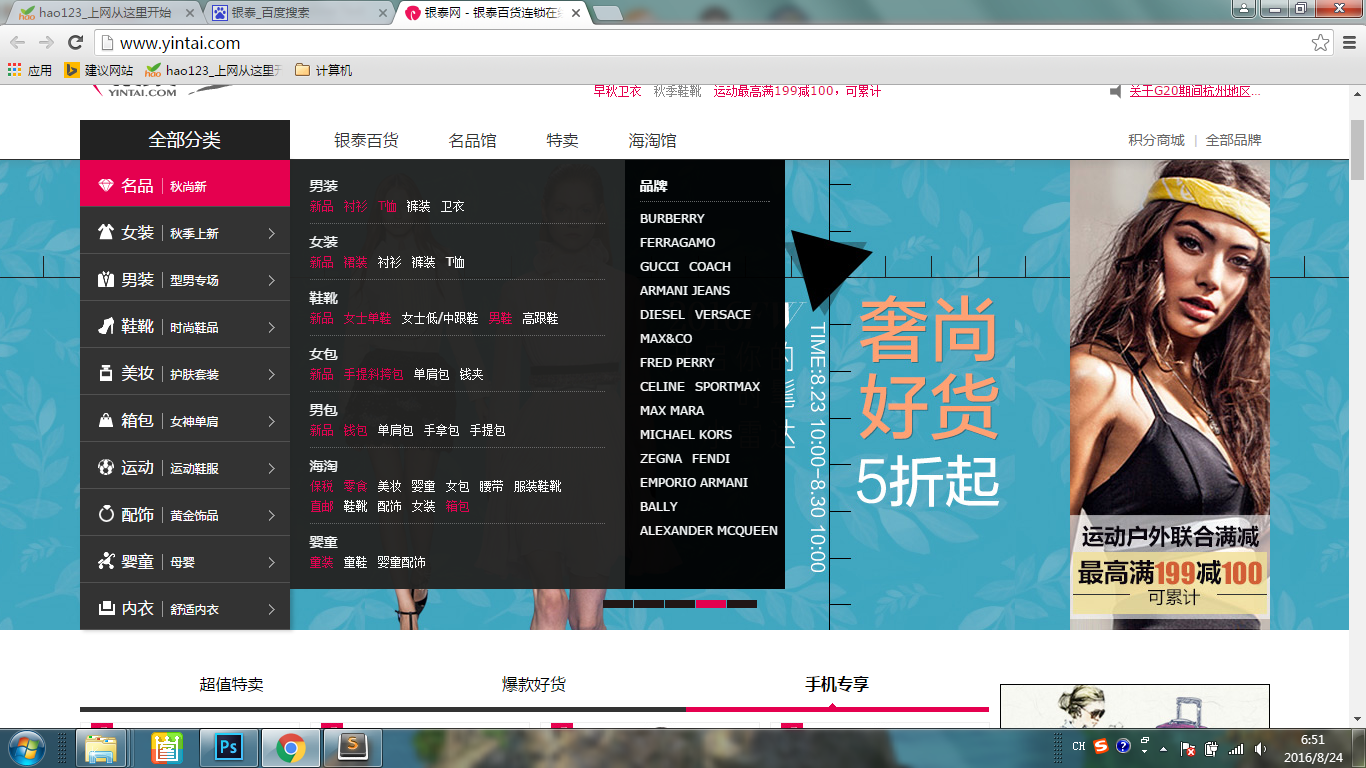 hao123_上网从这里开始
银泰_百度搜索
银泰网 - 银泰百货连锁在
www.yintai.com
应用
建议网站
hao123_上网从这里
计算机
YINTAI.COM
早秋卫衣 秋季鞋靴 运动最高满199减100，可累计
关于G20期间杭州地区...
全部分类
银泰百货 名品馆 特卖 海淘馆
积分商城 | 全部品牌
名品 | 秋尚新
女装 | 秋季上新
男装 | 型男专场
鞋靴 | 时尚鞋品
美妆 | 护肤套装
箱包 | 女神单肩
运动 | 运动鞋服
配饰 | 黄金饰品
婴童 | 母婴
内衣 | 舒适内衣
男装
新品 衬衫 T恤 裤装 卫衣
女装
新品 裙装 衬衫 裤装 T恤
鞋靴
新品 女士单鞋 女士低/中跟鞋 男鞋 高跟鞋
女包
新品 手提斜挎包 单肩包 钱夹
男包
新品 钱包 单肩包 手拿包 手提包
海淘
保税 零食 美妆 婴童 女包 腰带 服装鞋靴
直邮 鞋靴 配饰 女装 箱包
婴童
童装 童鞋 婴童配饰
品牌
BURBERRY
FERRAGAMO
GUCCI COACH
ARMANI JEANS
DIESEL VERSACE
MAX&CO
FRED PERRY
CELINE SPORTMAX
MAX MARA
MICHAEL KORS
ZEGNA FENDI
EMPORIO ARMANI
BALLY
ALEXANDER MCQUEEN
TIME:8.23 10:00-8.30 10:00
奢尚
好货
5折起
运动户外联合满减
最高满199减100
可累计
超值特卖
爆款好货
手机专享
CH
6:51
2016/8/24